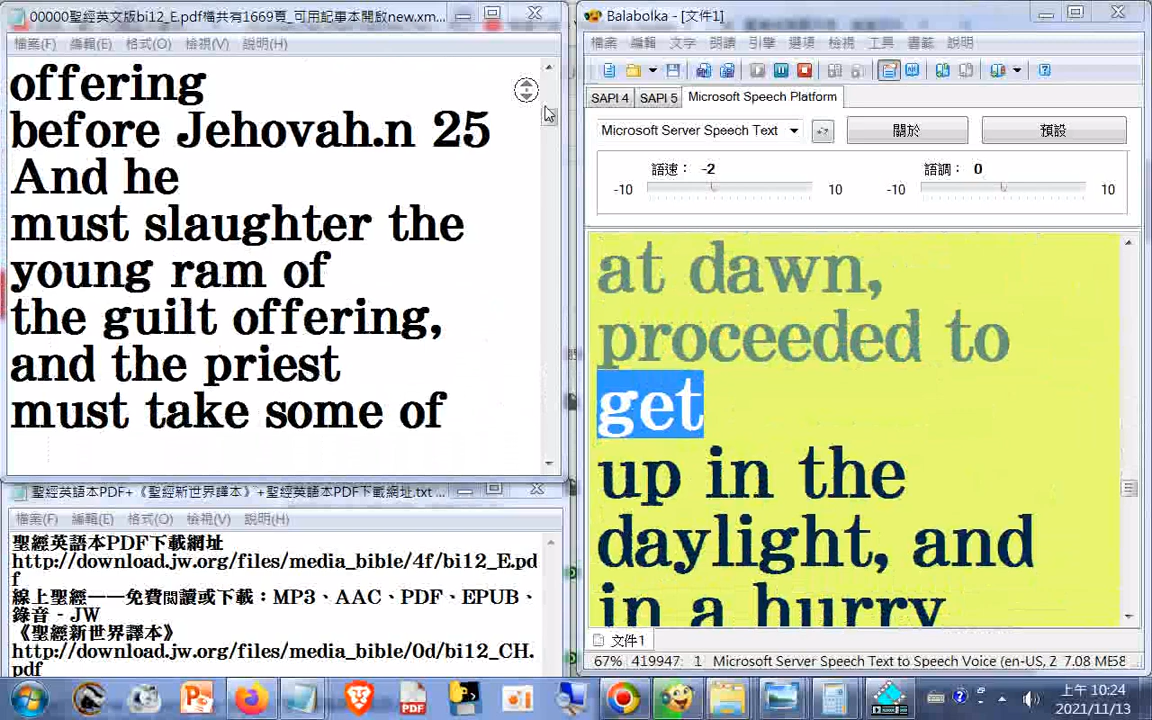 00000聖經英文版bi12_E.pdf檔共有1669頁_可用記事本開啟new.xm...
檔案(F) 編輯(E) 格式(O) 檢視(V) 說明(H)
offering
before Jehovah.n 25
And he
must slaughter the
young ram of
the guilt offering,
and the priest
must take some of
聖經英語本PDF+《聖經新世界譯本》+聖經英語本PDF下載網址.txt ...
檔案(F) 編輯(E) 格式(O) 檢視(V) 說明(H)
聖經英語本PDF下載網址
http://download.jw.org/files/media_bible/4f/bi12_E.pd
f
線上聖經——免費閱讀或下載：MP3、AAC、PDF、EPUB、
錄音 - JW
《聖經新世界譯本》
http://download.jw.org/files/media_bible/0d/bi12_CH.
pdf
Balabolka - [文件1]
檔案 編輯 文字 朗讀 引擎 選項 檢視 工具 書籤 說明
SAPI 4 SAPI 5 Microsoft Speech Platform
Microsoft Server Speech Text 關於 預設
語速： -2 語調： 0
-10 10 -10 10
at dawn,
proceeded to
get
up in the
daylight, and
in a hurry
文件1
67% 419947: 1 Microsoft Server Speech Text to Speech Voice (en-US, 2 7.08 ME58
上午 10:24
2021/11/13